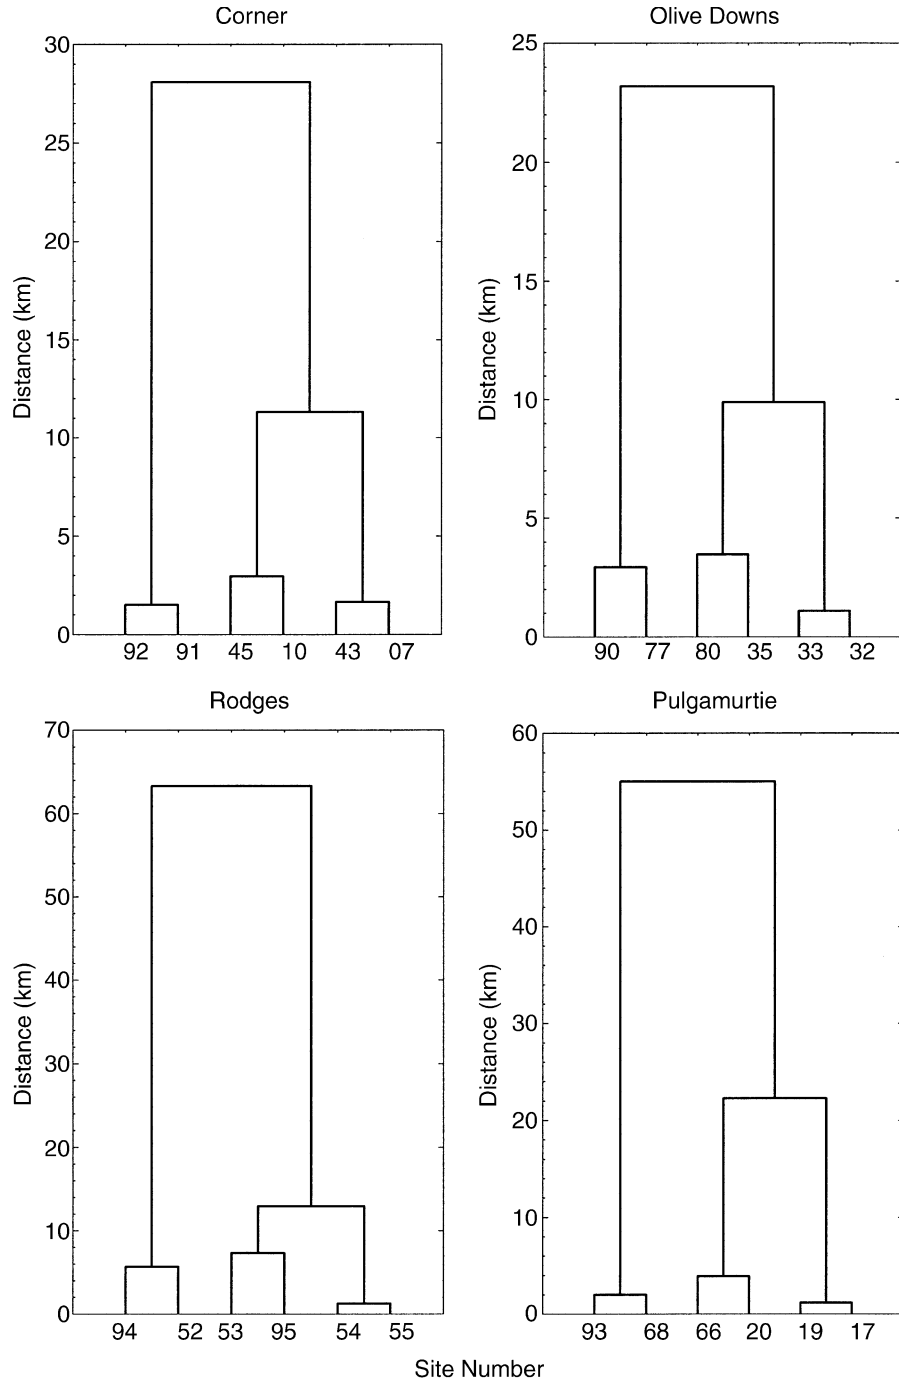 Corner
30
25
20
15
10
5
0
Distance (km)
92 91 45 10 43 07
Olive Downs
25
20
15
10
5
0
Distance (km)
90 77 80 35 33 32
Rodges
70
60
50
40
30
20
10
0
Distance (km)
94 52 53 95 54 55
Pulgamurtie
60
50
40
30
20
10
0
Distance (km)
93 68 66 20 19 17
Site Number